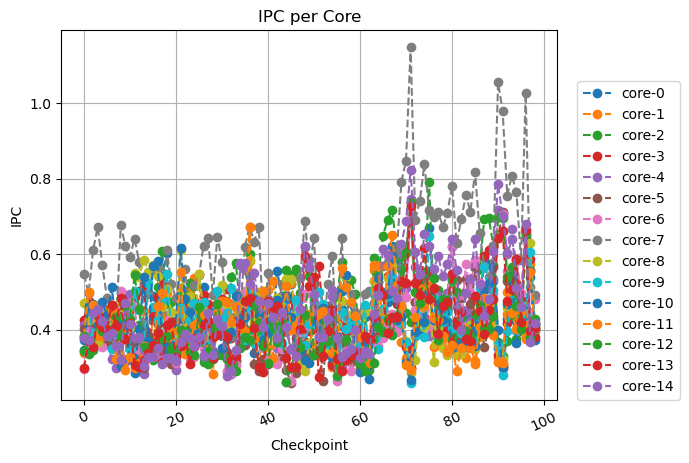 IPC per Core
IPC
1.0
0.8
0.6
0.4
0
20
40
60
80
100
Checkpoint
core-0
core-1
core-2
core-3
core-4
core-5
core-6
core-7
core-8
core-9
core-10
core-11
core-12
core-13
core-14